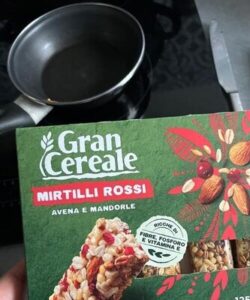 Gran
Cereale
MIRTILLI ROSSI
AVENA E MANDORLE
RICCHE DI
FIBRE, FOSFORO
E VITAMINA E